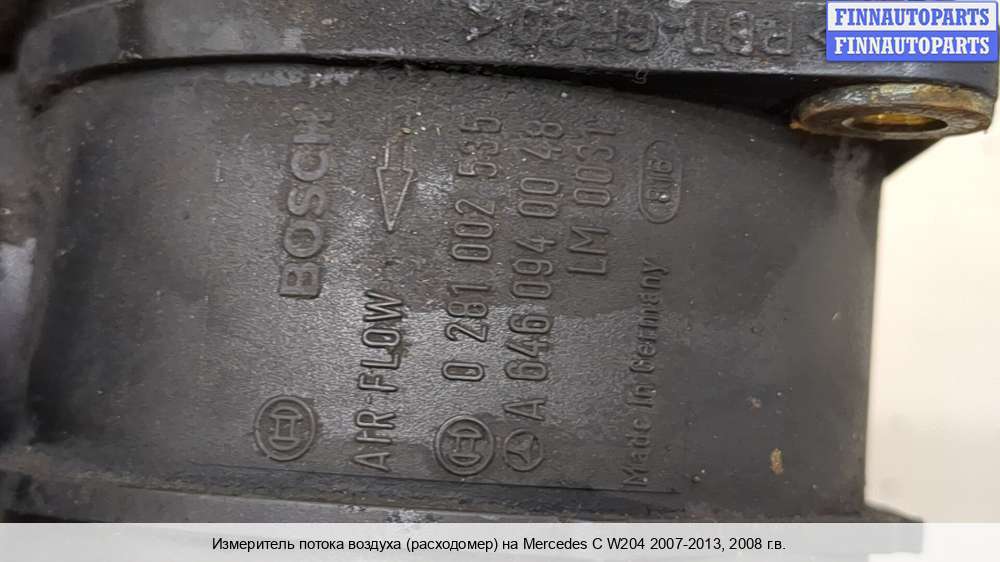 FINNAUTOPARTS
FINNAUTOPARTS
BOSCH
AIR-FLOW
0 281 002 535
A 646 094 00 48
LM 0031
Made in Germany
Измеритель потока воздуха (расходомер) на Mercedes C W204 2007-2013, 2008 г.в.